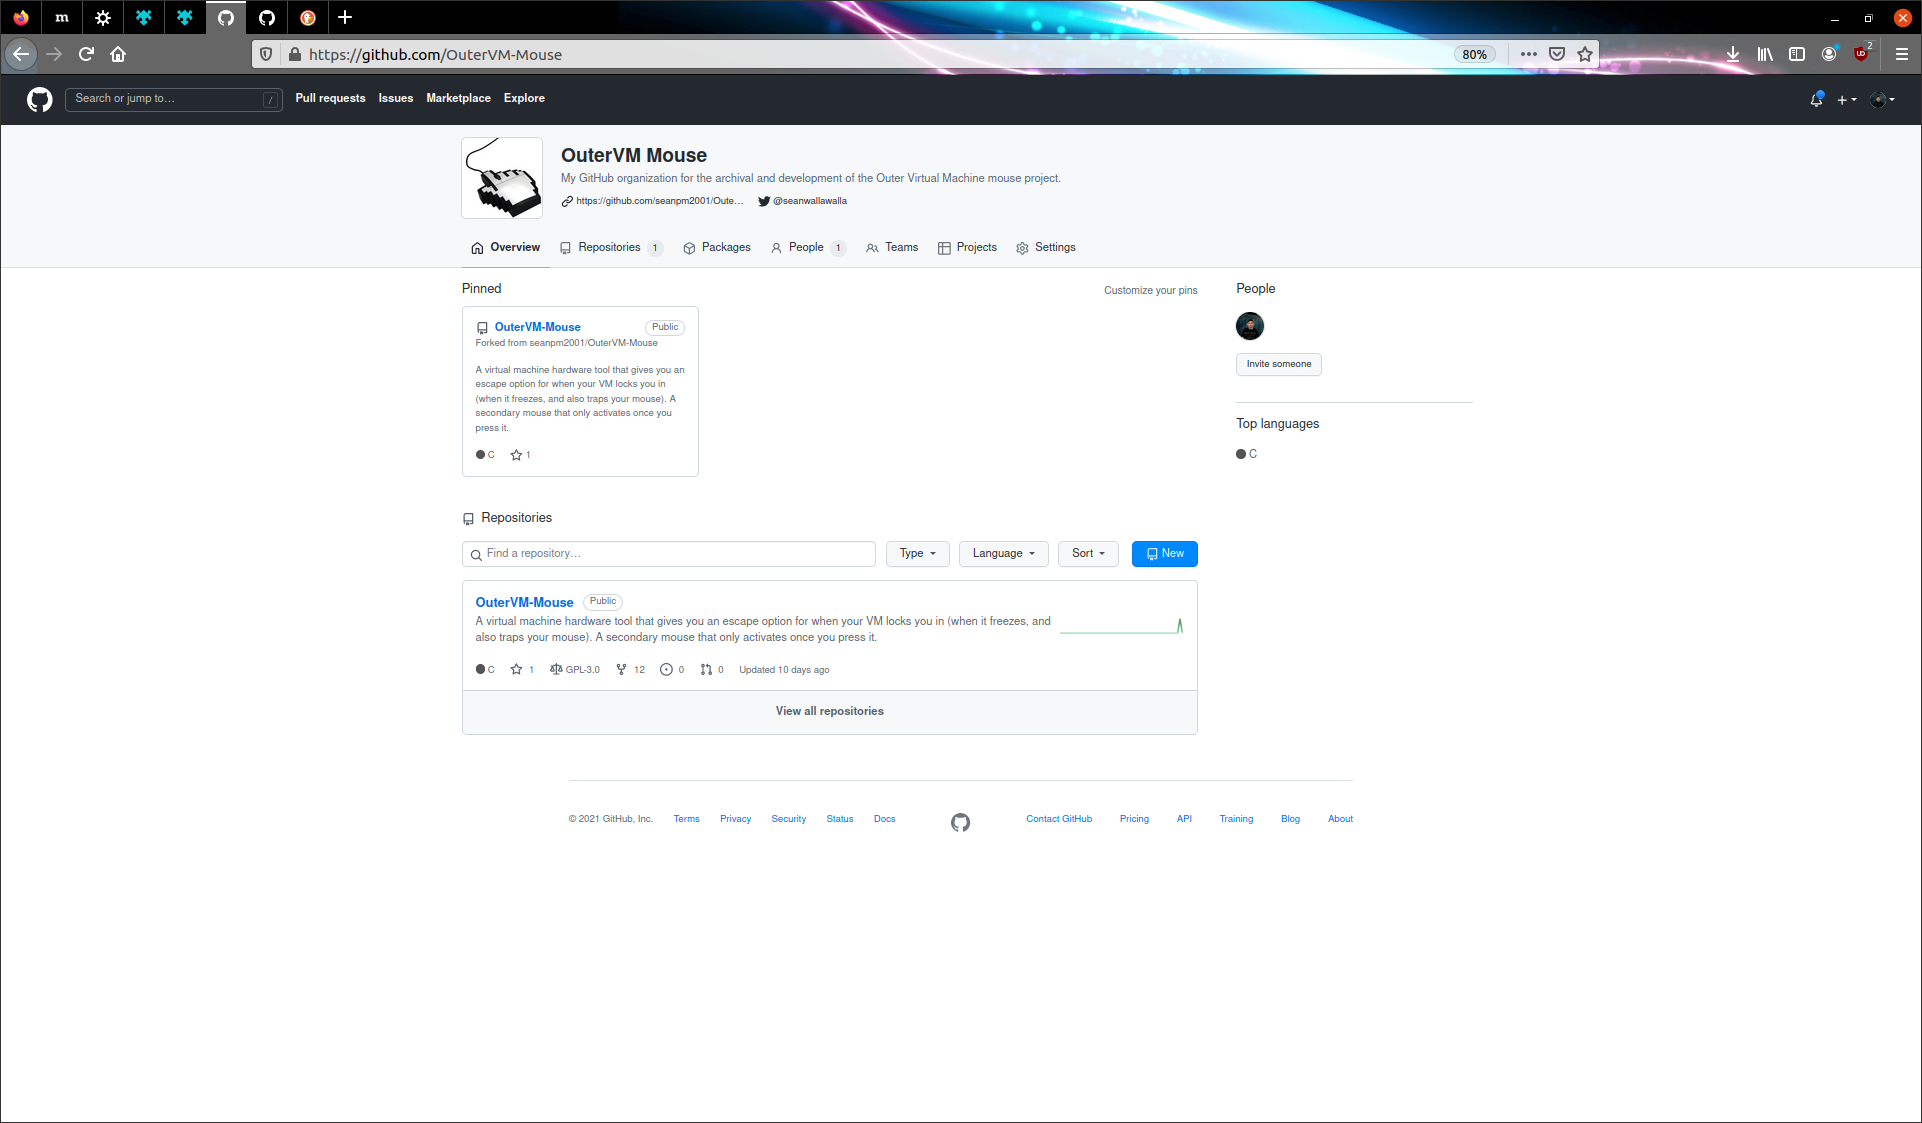 m
https://github.com/OuterVM-Mouse
80%
2
Search or jump to…
/
Pull requests
Issues
Marketplace
Explore
OuterVM Mouse
My GitHub organization for the archival and development of the Outer Virtual Machine mouse project.
https://github.com/seanpm2001/Oute…
@seanwallawalla
Overview
Repositories 1
Packages
People 1
Teams
Projects
Settings
Pinned
Customize your pins
OuterVM-Mouse
Public
Forked from seanpm2001/OuterVM-Mouse
A virtual machine hardware tool that gives you an
escape option for when your VM locks you in
(when it freezes, and also traps your mouse). A
secondary mouse that only activates once you
press it.
C
1
People
Invite someone
Top languages
C
Repositories
Find a repository…
Type
Language
Sort
New
OuterVM-Mouse
Public
A virtual machine hardware tool that gives you an escape option for when your VM locks you in (when it freezes, and
also traps your mouse). A secondary mouse that only activates once you press it.
C
1
GPL-3.0
12
0
0
Updated 10 days ago
View all repositories
© 2021 GitHub, Inc.
Terms
Privacy
Security
Status
Docs
Contact GitHub
Pricing
API
Training
Blog
About